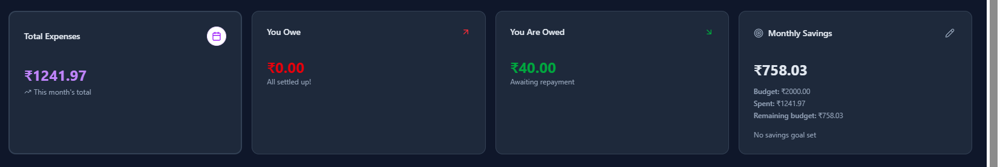 Total Expenses
₹1241.97
This month's total
You Owe
₹0.00
All settled up!
You Are Owed
₹40.00
Awaiting repayment
Monthly Savings
₹758.03
Budget: ₹2000.00
Spent: ₹1241.97
Remaining budget: ₹758.03
No savings goal set